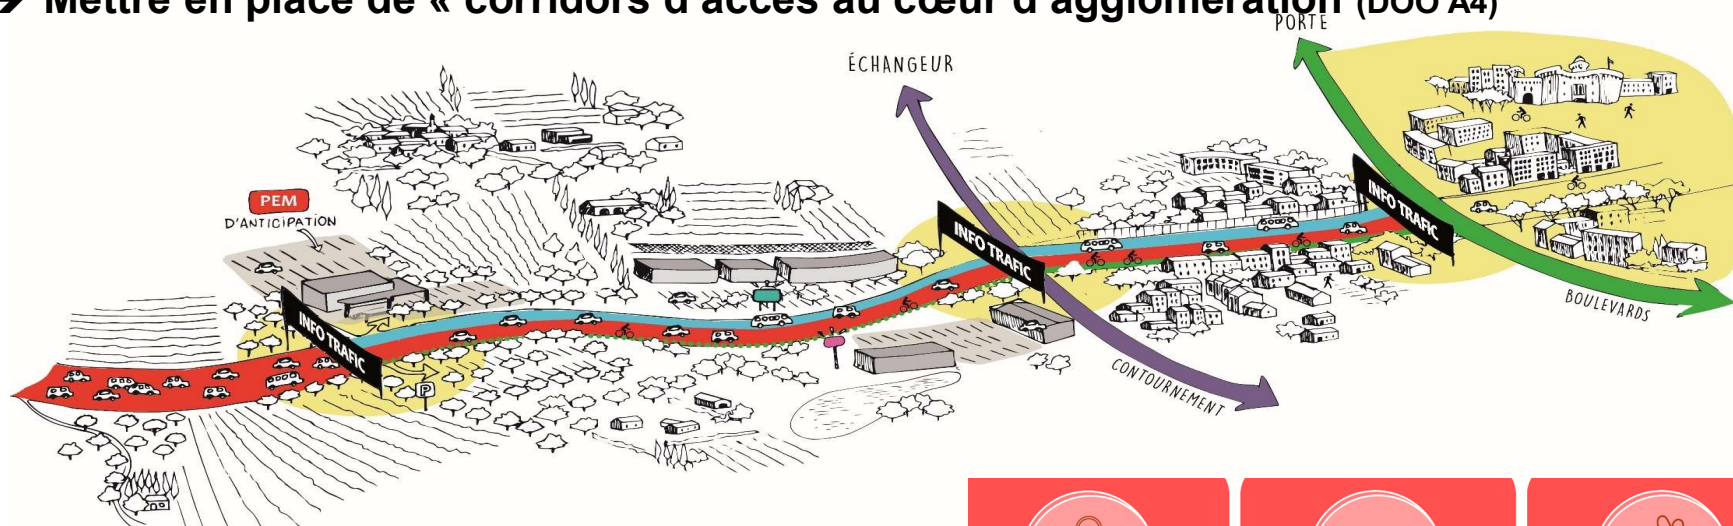 → Mettre en place de « corridors d'accès au cœur d'agglomération (DOO A4)
PORTE
ÉCHANGEUR
PEM
D'ANTICIPATION
INFO TRAFIC
INFO TRAFIC
INFO TRAFIC
BOULEVARDS
CONTOURNEMENT
P